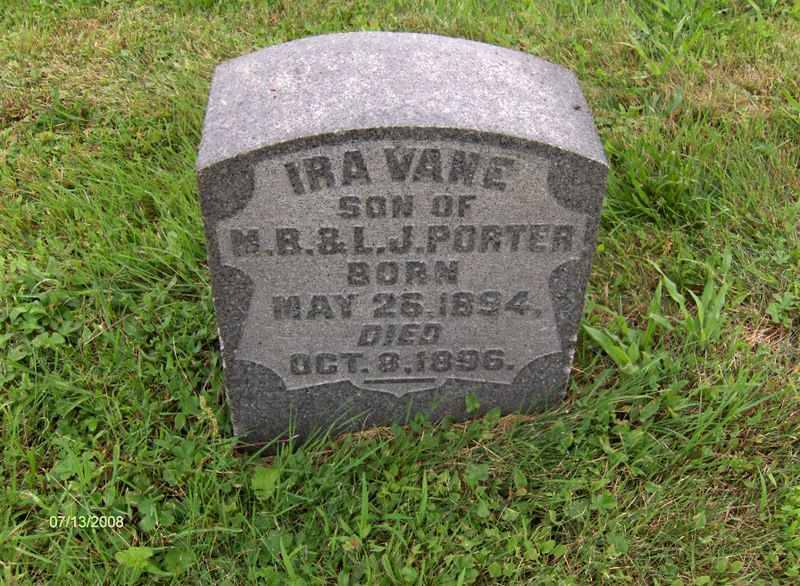 IRA VANE
SON OF
M.B.&L.J.PORTER
BORN
MAY 26.1894.
DIED
OCT.8.1896.
07/13/2008